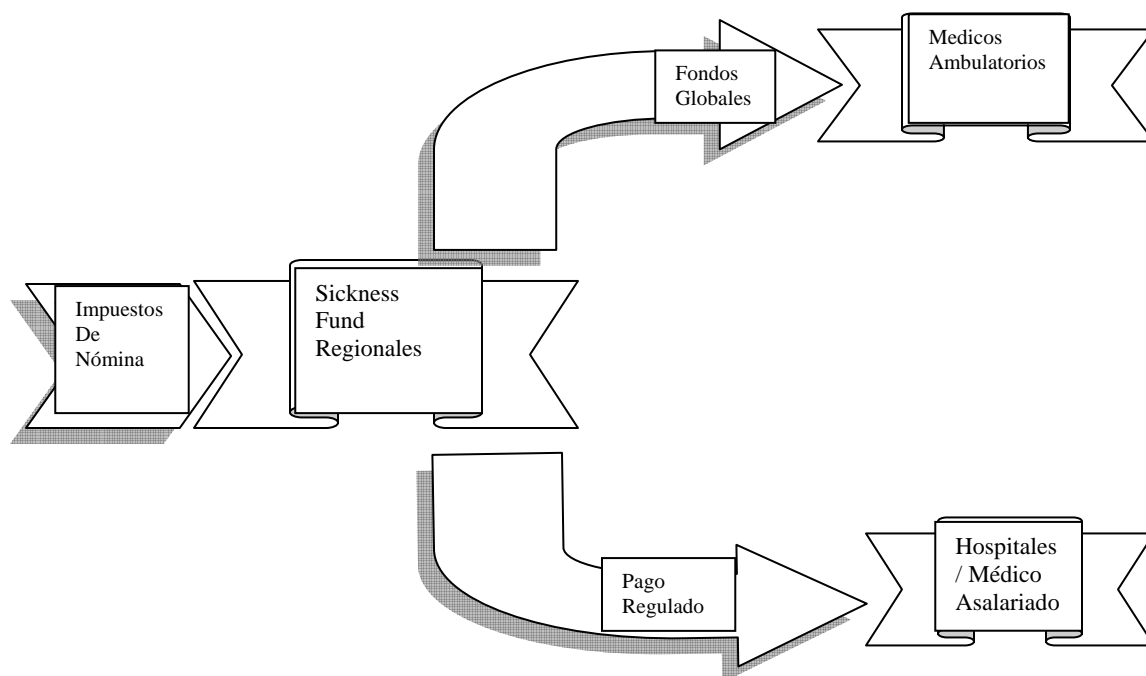 Fondos
Globales
Medicos
Ambulatorios
Impuestos
De
Nómina
Sickness
Fund
Regionales
Pago
Regulado
Hospitales
/ Médico
Asalariado